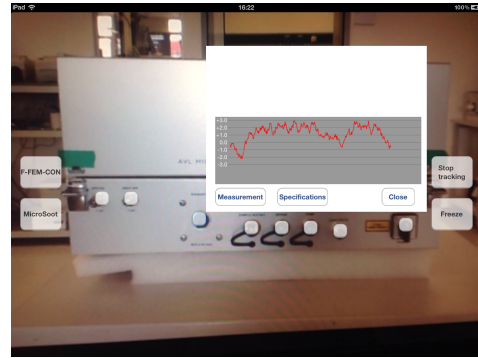 iPad
16:22
100%
+3.0
+2.0
+1.0
0.0
-1.0
-2.0
-3.0
F-FEM-CON
Stop
tracking
AVL MI
Measurement
Specifications
Close
MicroSoot
Freeze